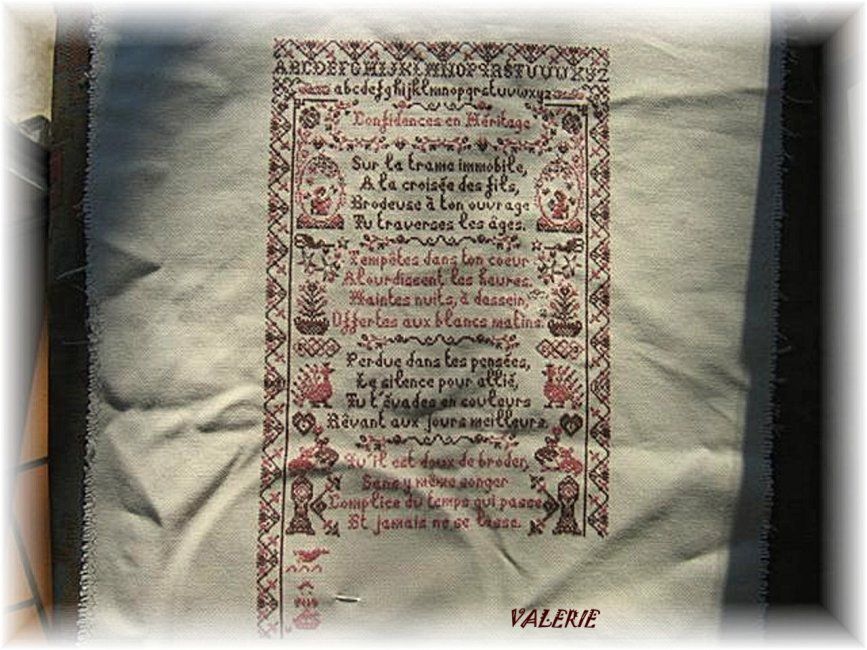 ABCDEFGHIJKLMNOPQRSTUVWXYZ
abcdefghijklmnopqrstuvwxyz
Confidences en Héritage
Sur la trame immobile,
A la croisée des fils,
Brodeuse à ton ouvrage
Tu traverses les âges.
Tempêtes dans ton coeur
Alourdissent les heures.
Maintes nuits, à dessein,
Offertes aux blancs matins.
Perdue dans tes pensées,
Le silence pour allié,
Tu t'évades en couleurs
Rêvant aux jours meilleurs.
Qu'il est doux de broder,
Sans y même songer
Complice du temps qui passe
Et jamais ne se lasse.
VALERIE